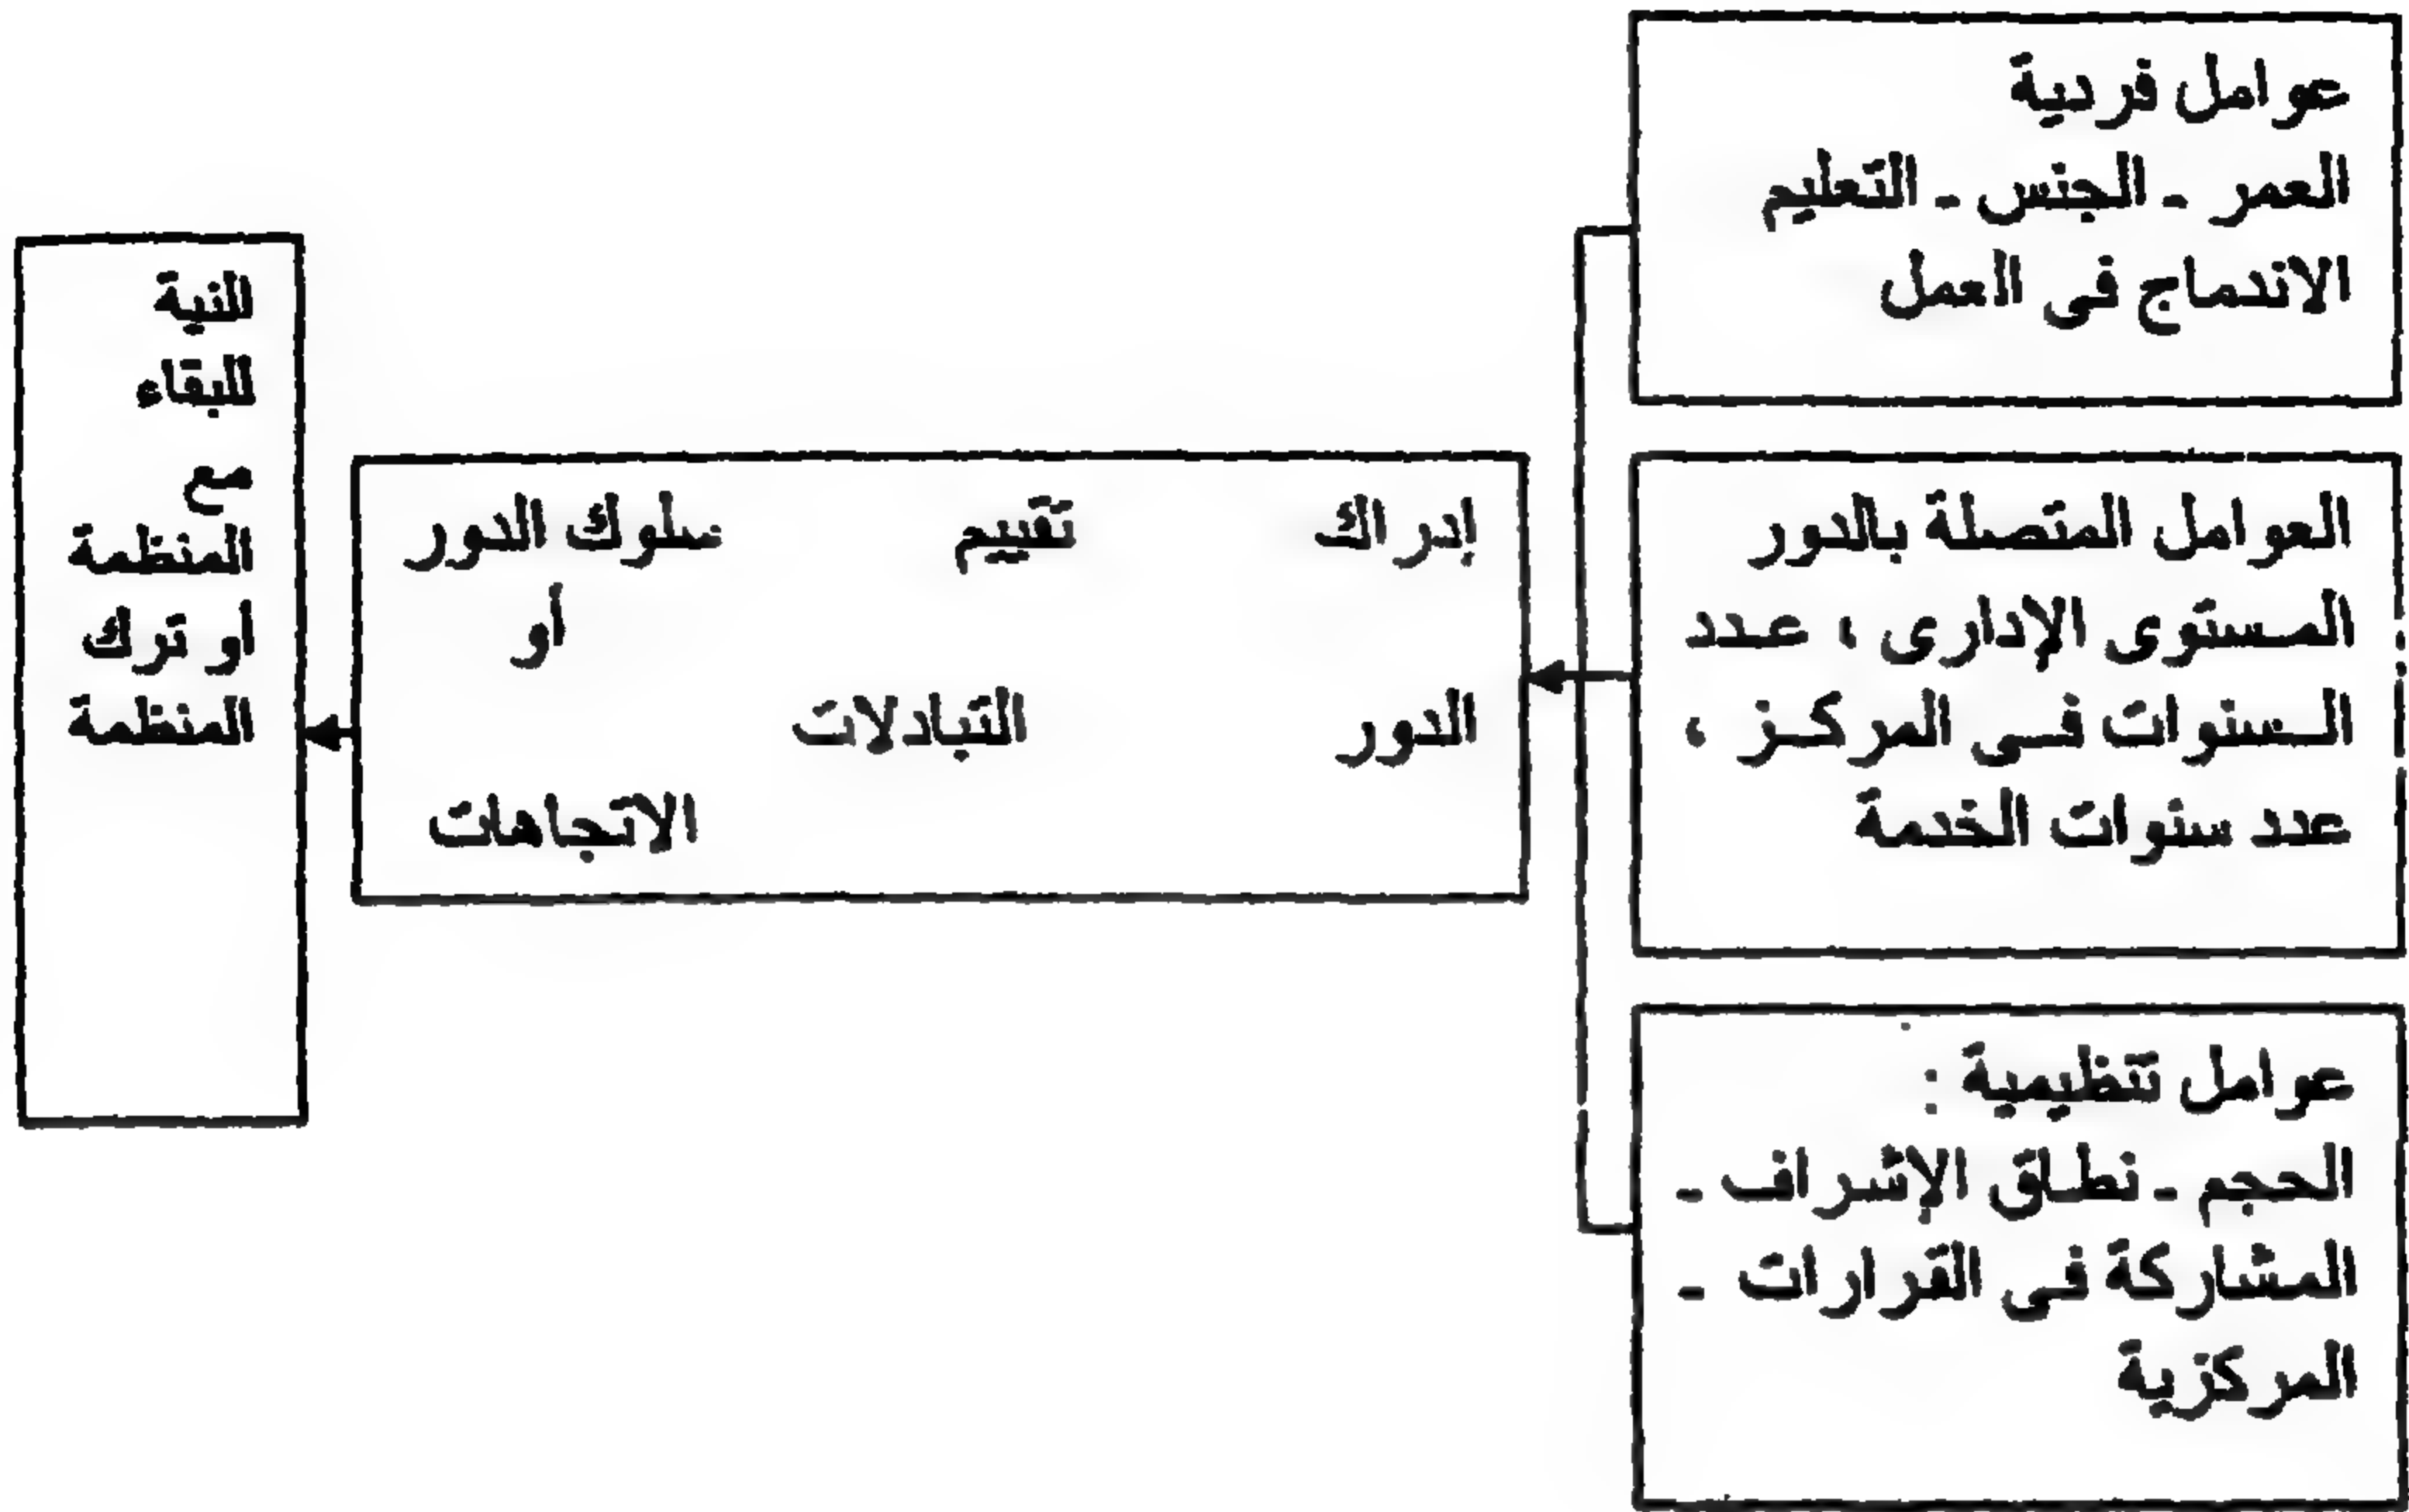 عوامل فردية
العمر - الجنس - التعليم
الاندماج فى العمل
العوامل المتصلة بالدور
المستوى الإدارى ، عدد
السنوات فى المركز ،
عدد سنوات الخدمة
عوامل تنظيمية :
الحجم - نطاق الإشراف -
المشاركة فى القرارات -
المركزية
إدراك
الدور
تقييم
التبادلات
سلوك الدور
أو
الاتجاهات
للنية
للبقاء
مع
المنظمة
أو ترك
المنظمة